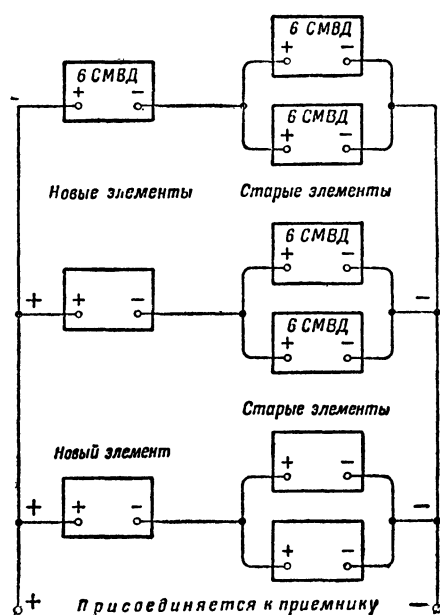 6 СМВД
6 СМВД
+ − + −
6 СМВД
+ −
Новые элементы Старые элементы
6 СМВД
+ + − + − −
6 СМВД
+ −
Старые элементы
Новый элемент
+ −
+ + − −
+ −
+ Присоединяется к приемнику −